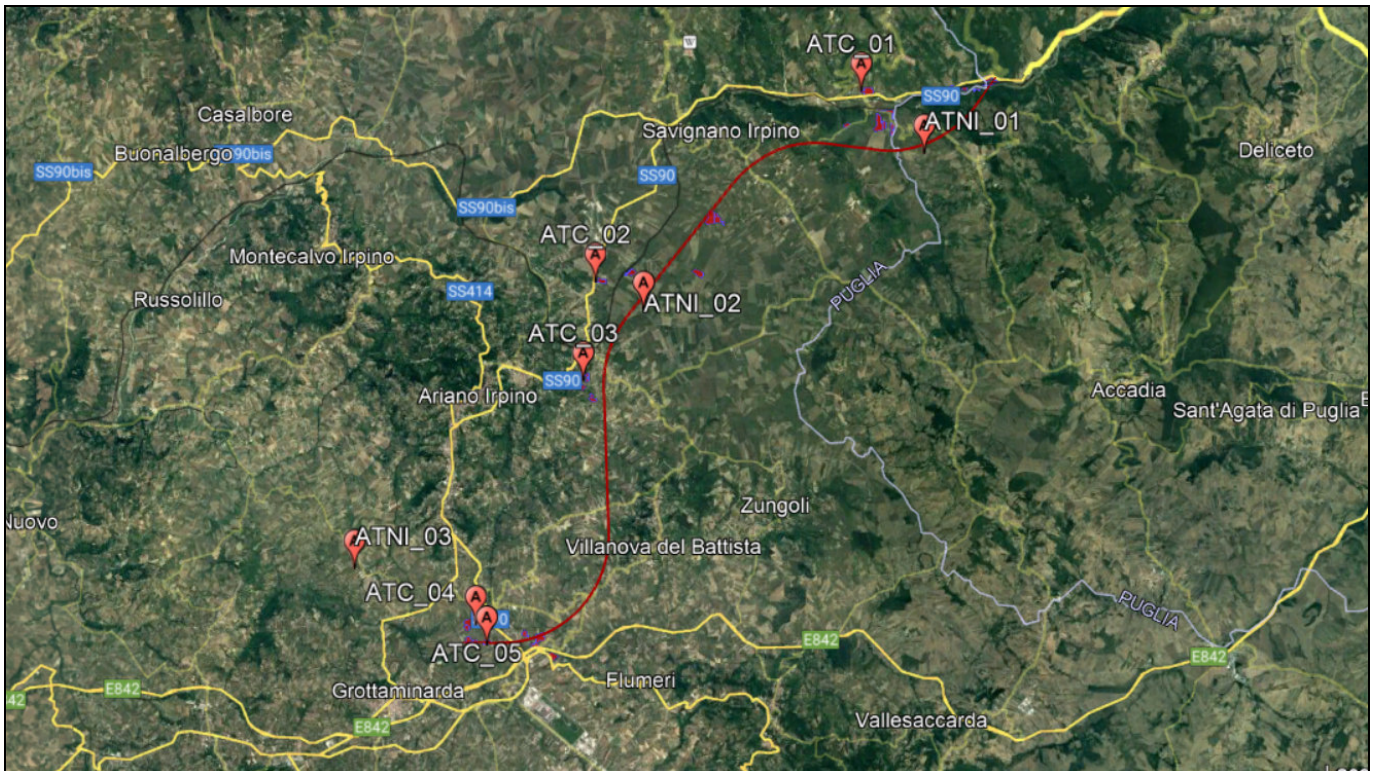 ATC_01
Casalbore
SS90
ATNI_01
Savignano Irpino
Buonalbergo
SS90bis
SS90bis
Deliceto
SS90
SS90bis
ATC_02
Montecalvo Irpino
PUGLIA
SS414
Russolillo
ATNI_02
ATC_03
SS90
Ariano Irpino
Accadia
Sant'Agata di Puglia
Zungoli
Nuovo
ATNI_03
Villanova del Battista
ATC_04
PUGLIA
E842
ATC_05
E842
Flumeri
Grottaminarda
E842
Vallesaccarda
E842